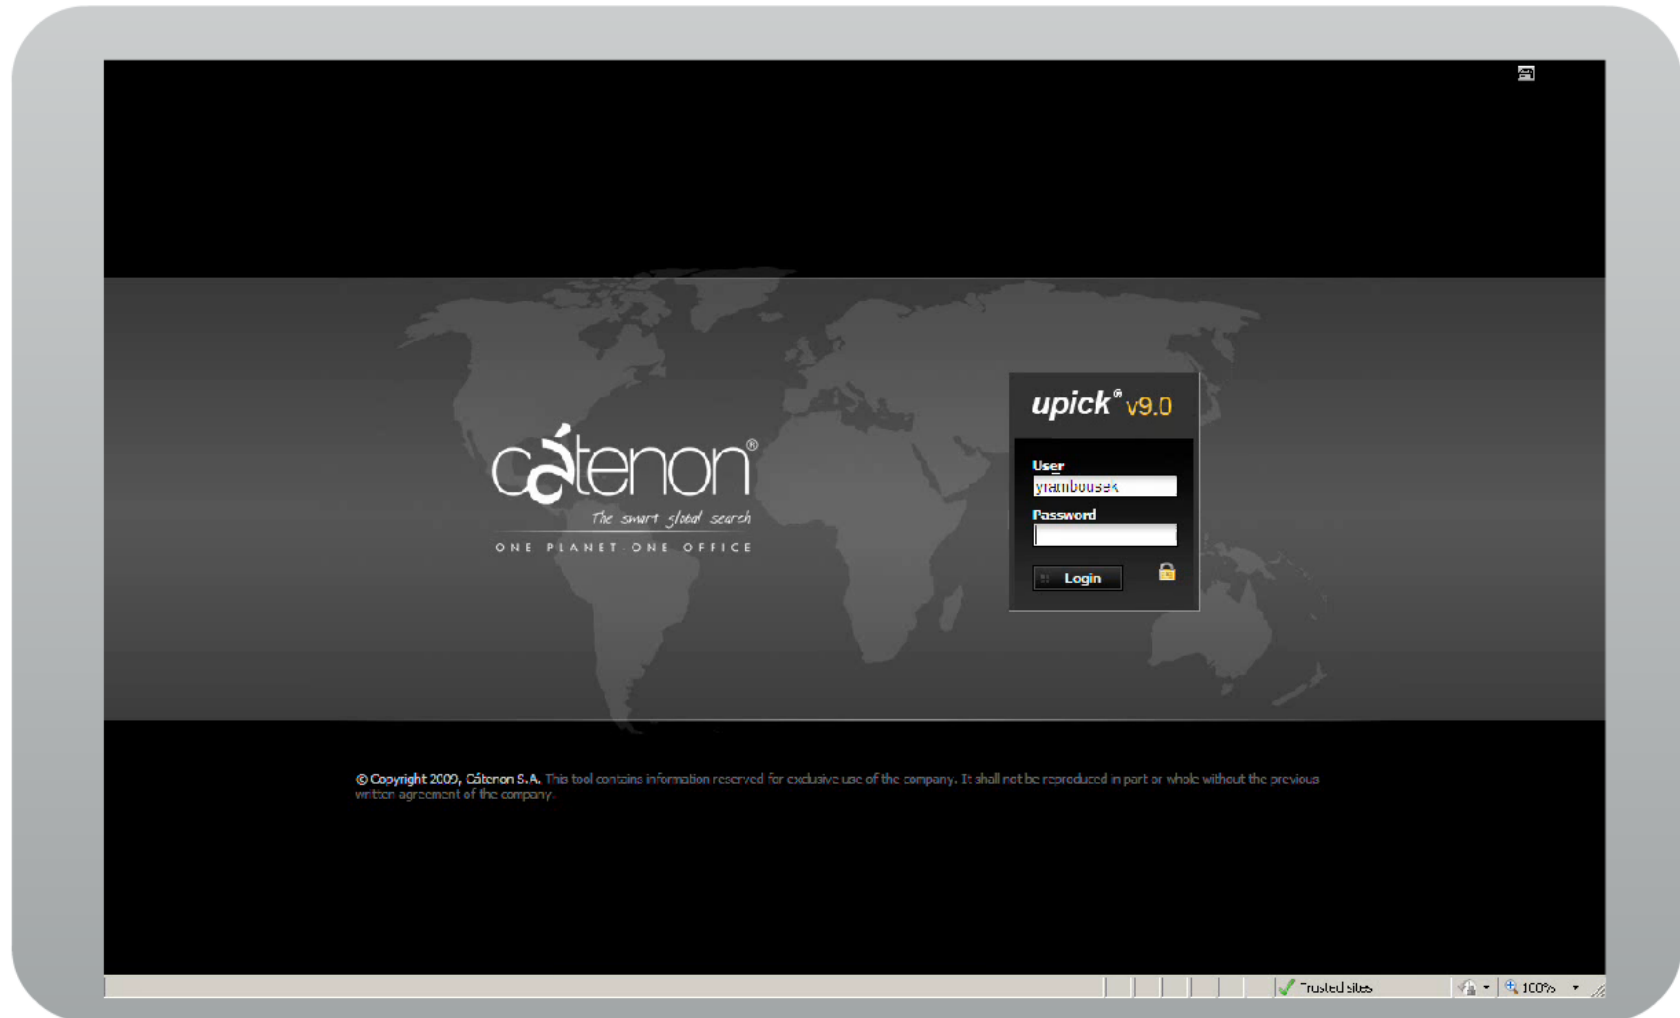 upick® v9.0
cátenon®
The smart global search
ONE PLANET·ONE OFFICE
User
yrambousek
Password
Login
© Copyright 2009, Cátenon S.A. This tool contains information reserved for exclusive use of the company. It shall not be reproduced in part or whole without the previous
written agreement of the company.
Trusted sites
100%